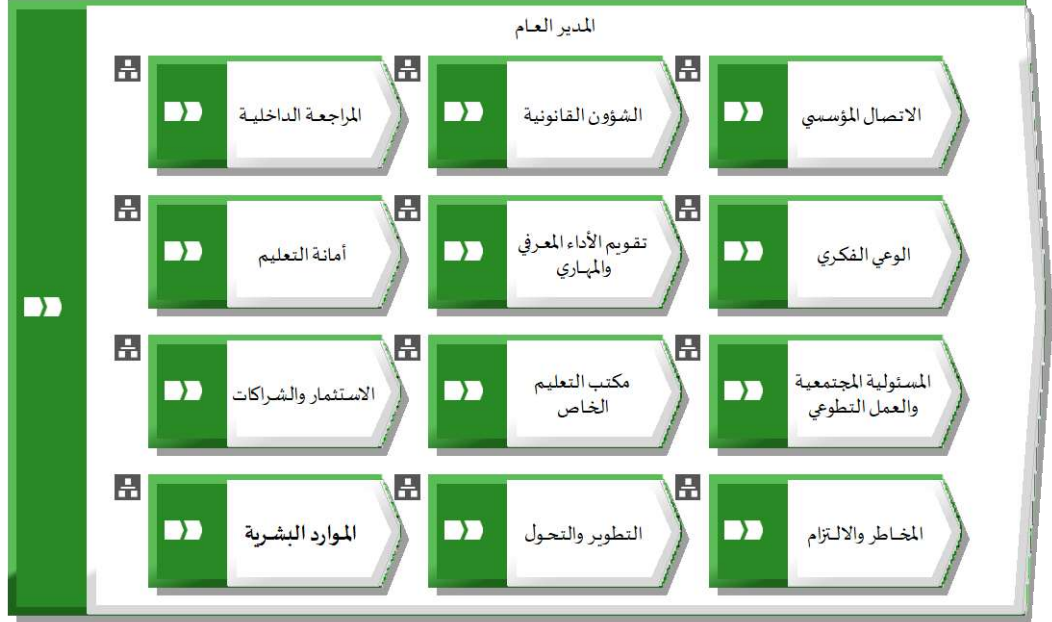 المدير العام
الاتصال المؤسسي
الشؤون القانونية
المراجعة الداخلية
الوعي الفكري
تقويم الأداء المعرفي
والمهاري
أمانة التعليم
المسئولية المجتمعية
والعمل التطوعي
مكتب التعليم
الخاص
الاستثمار والشراكات
المخاطر والالتزام
التطوير والتحول
الموارد البشرية